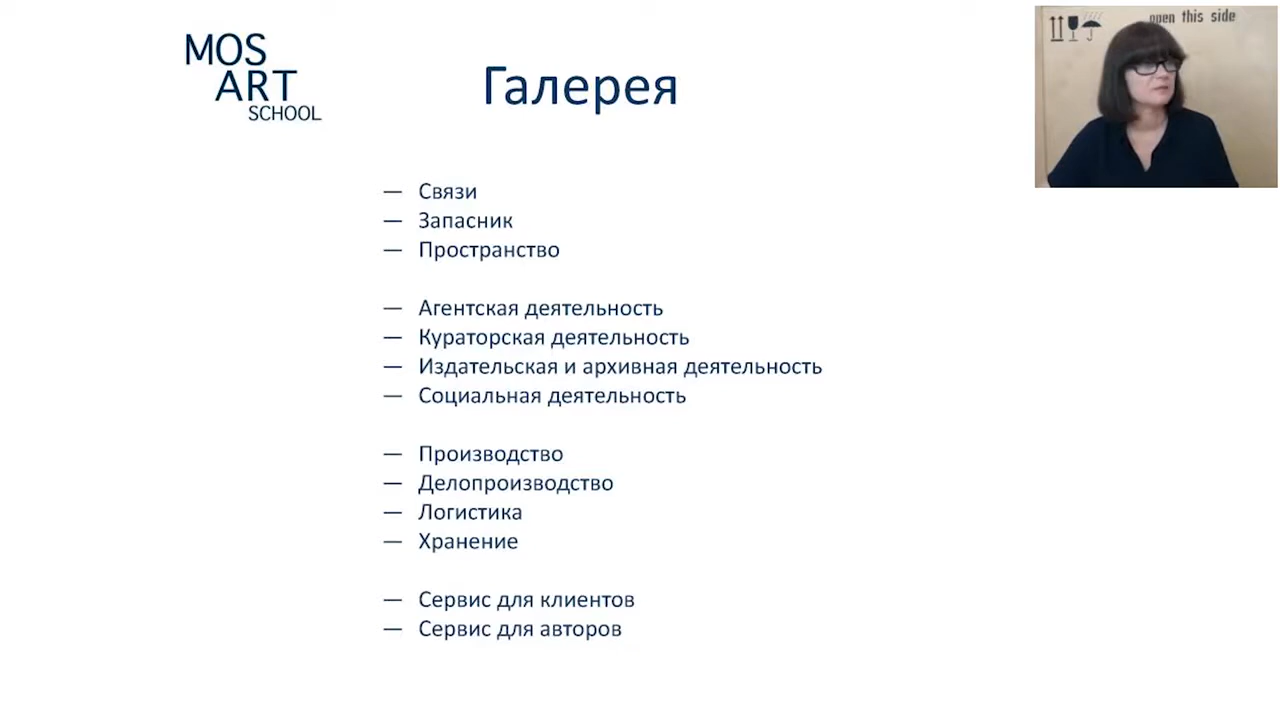 MOS
ART
SCHOOL
Галерея
open this side
— Связи
— Запасник
— Пространство
— Агентская деятельность
— Кураторская деятельность
— Издательская и архивная деятельность
— Социальная деятельность
— Производство
— Делопроизводство
— Логистика
— Хранение
— Сервис для клиентов
— Сервис для авторов